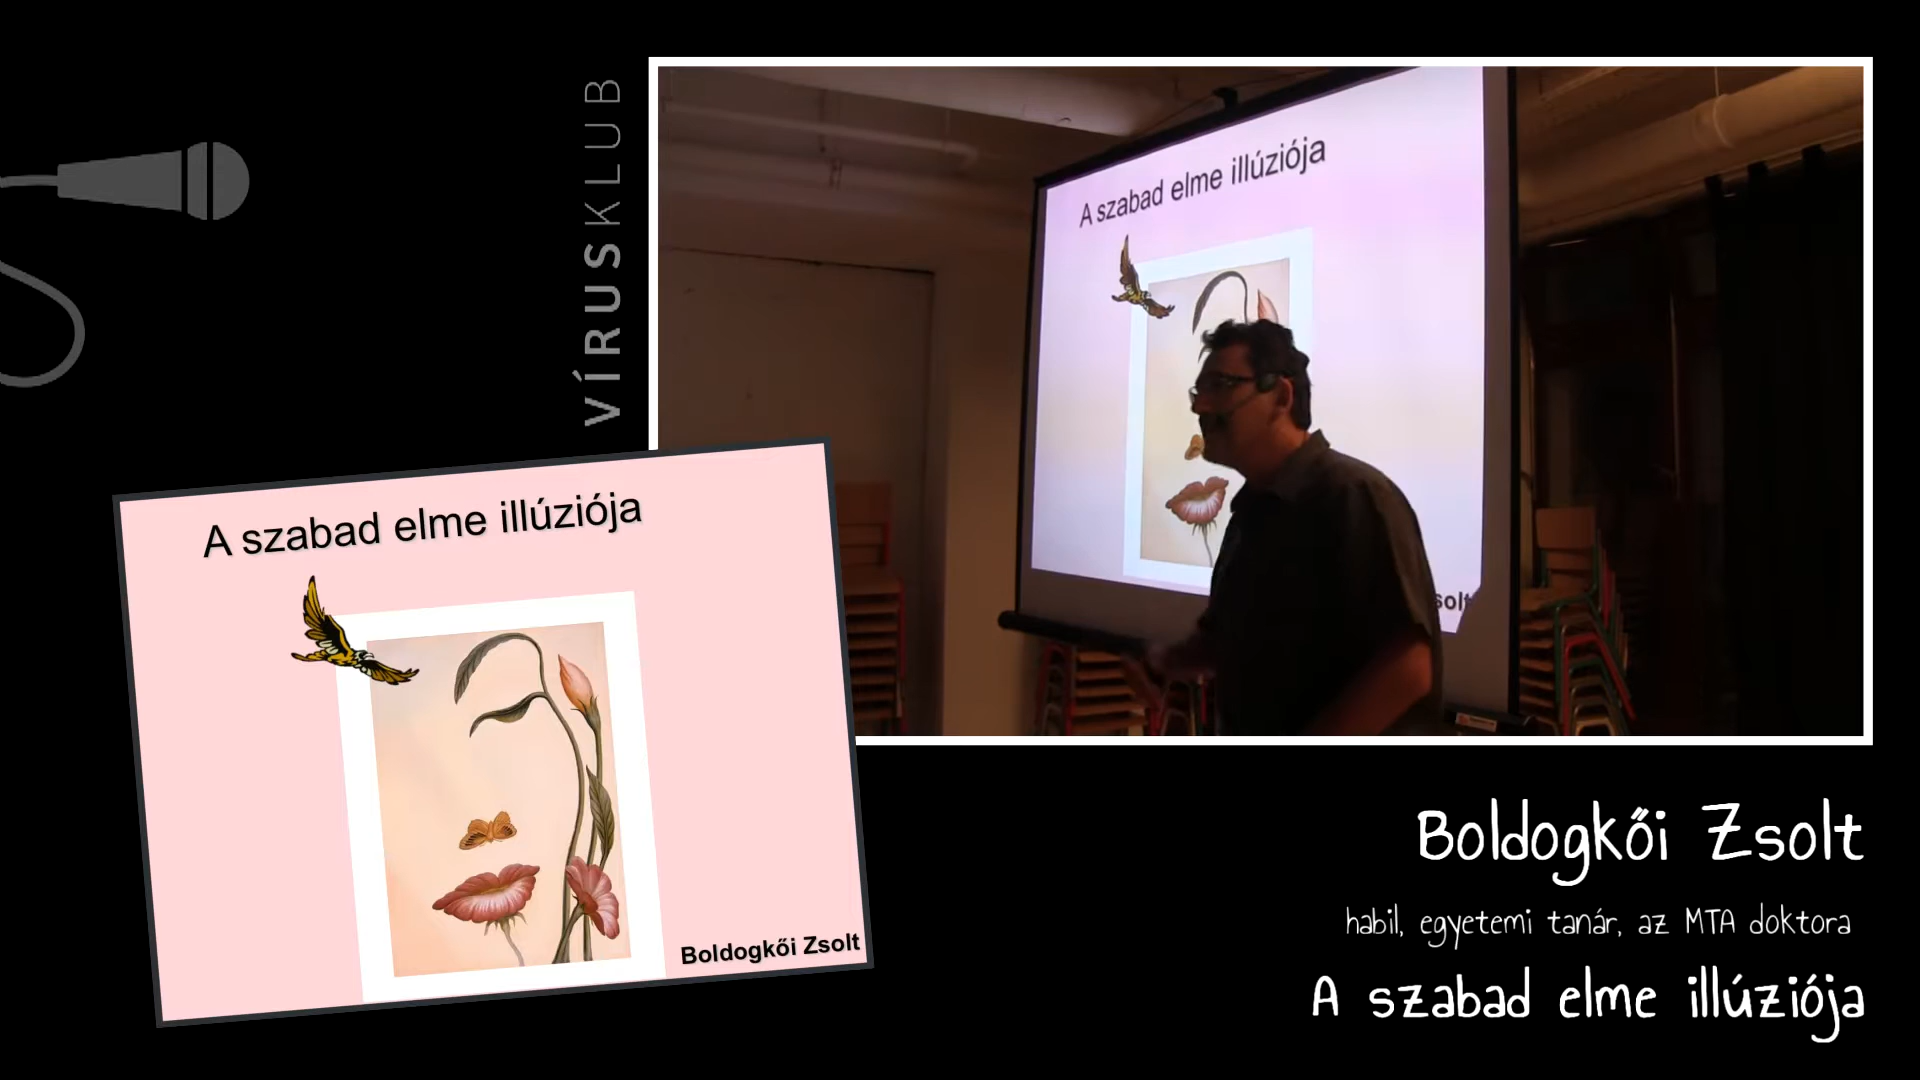 VÍRUSKLUB
A szabad elme illúziója
solt
A szabad elme illúziója
Boldogkői Zsolt
Boldogkői Zsolt
habil, egyetemi tanár, az MTA doktora
A szabad elme illúziója